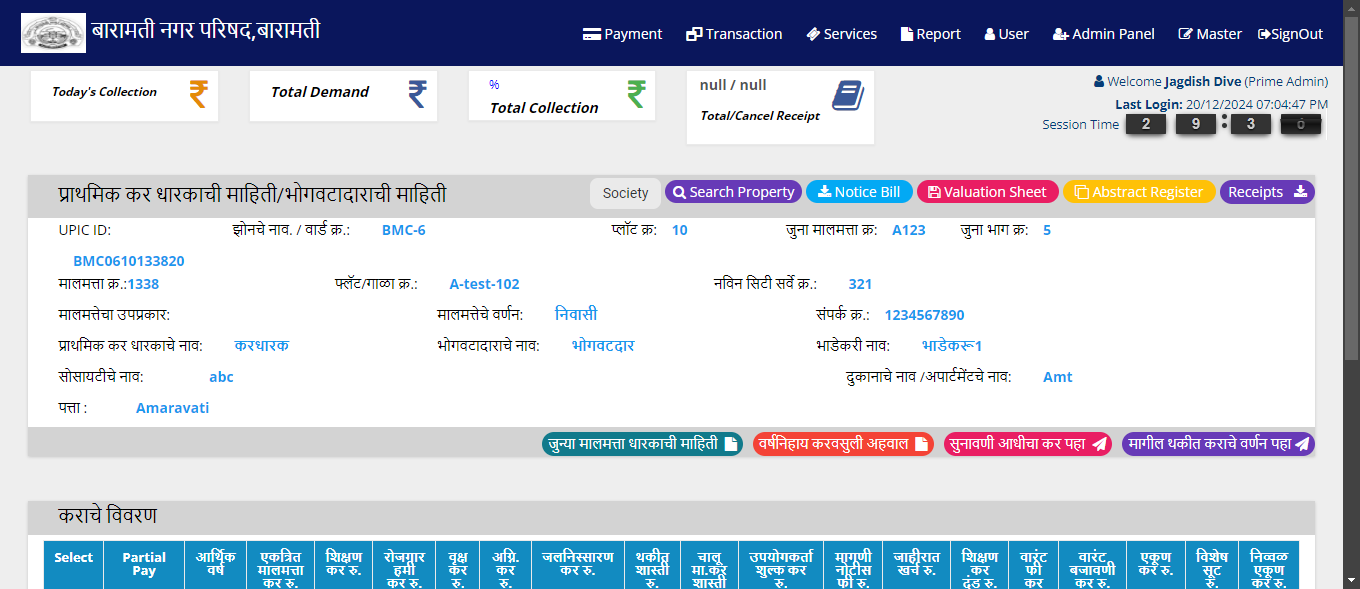 बारामती नगर परिषद,बारामती
Payment Transaction Services Report User Admin Panel Master SignOut
Today's Collection
Total Demand
%
Total Collection
null / null
Total/Cancel Receipt
Welcome Jagdish Dive (Prime Admin)
Last Login: 20/12/2024 07:04:47 PM
Session Time 2 9 : 3
प्राथमिक कर धारकाची माहिती/भोगवटादाराची माहिती
Society Search Property Notice Bill Valuation Sheet Abstract Register Receipts
UPIC ID: झोनचे नाव. / वार्ड क्र.: BMC-6 प्लॉट क्र: 10 जुना मालमत्ता क्र: A123 जुना भाग क्र: 5
BMC0610133820
मालमत्ता क्र.:1338 फ्लॅट/गाळा क्र.: A-test-102 नविन सिटी सर्वे क्र.: 321
मालमत्तेचा उपप्रकार: मालमत्तेचे वर्णन: निवासी संपर्क क्र.: 1234567890
प्राथमिक कर धारकाचे नाव: करधारक भोगवटादाराचे नाव: भोगवटदार भाडेकरी नाव: भाडेकरू1
सोसायटीचे नाव: abc दुकानाचे नाव /अपार्टमेंटचे नाव: Amt
पत्ता : Amaravati
जुन्या मालमत्ता धारकाची माहिती वर्षनिहाय करवसुली अहवाल सुनावणी आधीचा कर पहा मागील थकीत कराचे वर्णन पहा
कराचे विवरण
Select Partial Pay आर्थिक वर्ष एकत्रित मालमत्ता कर रु. शिक्षण कर रु. रोजगार हमी कर रु. वृक्ष कर रु. अग्नि. कर रु. जलनिस्सारण कर रु. थकीत शास्ती रु. चालू मा.कर शास्ती उपयोगकर्ता शुल्क कर रु. मागणी नोटीस फी रु. जाहीरात खर्च रु. शिक्षण कर दंड रु. वारंट फी कर वारंट बजावणी कर रु. एकूण कर रु. विशेष सूट रु. निव्वळ एकूण कर रु.